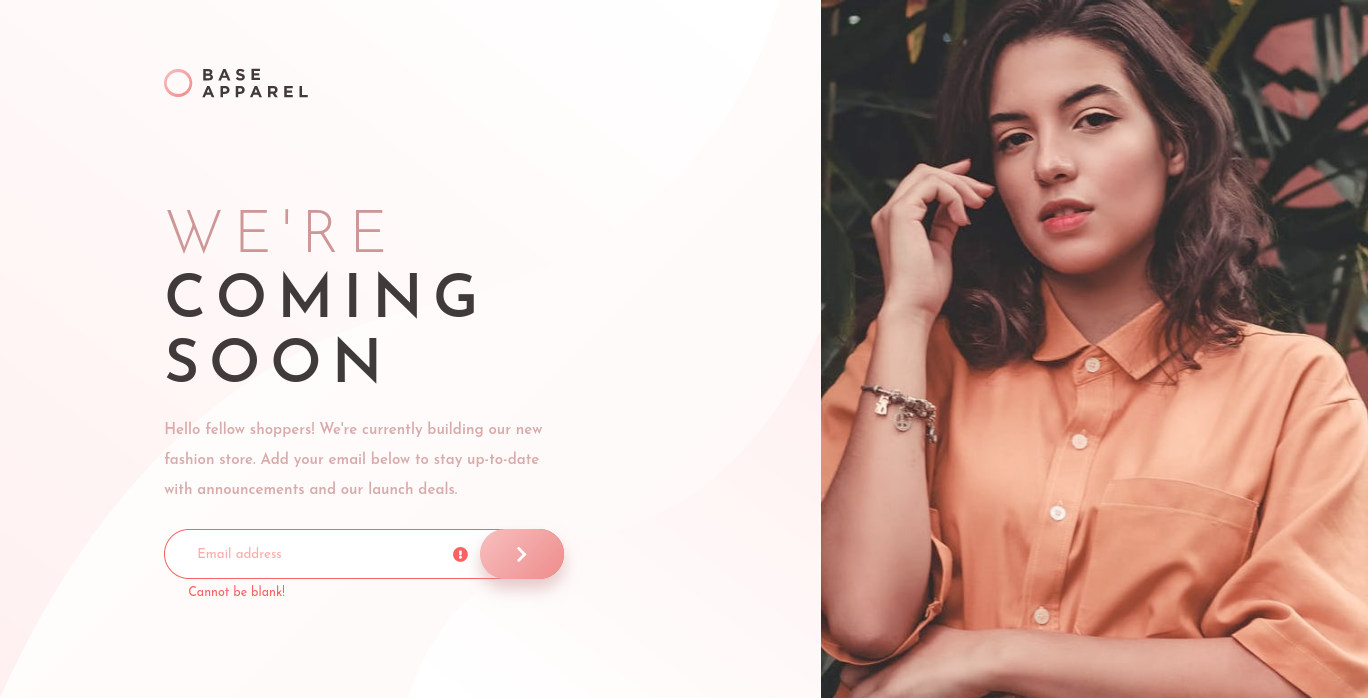 BASE
APPAREL
WE'RE
COMING
SOON
Hello fellow shoppers! We're currently building our new
fashion store. Add your email below to stay up-to-date
with announcements and our launch deals.
Email address
Cannot be blank!